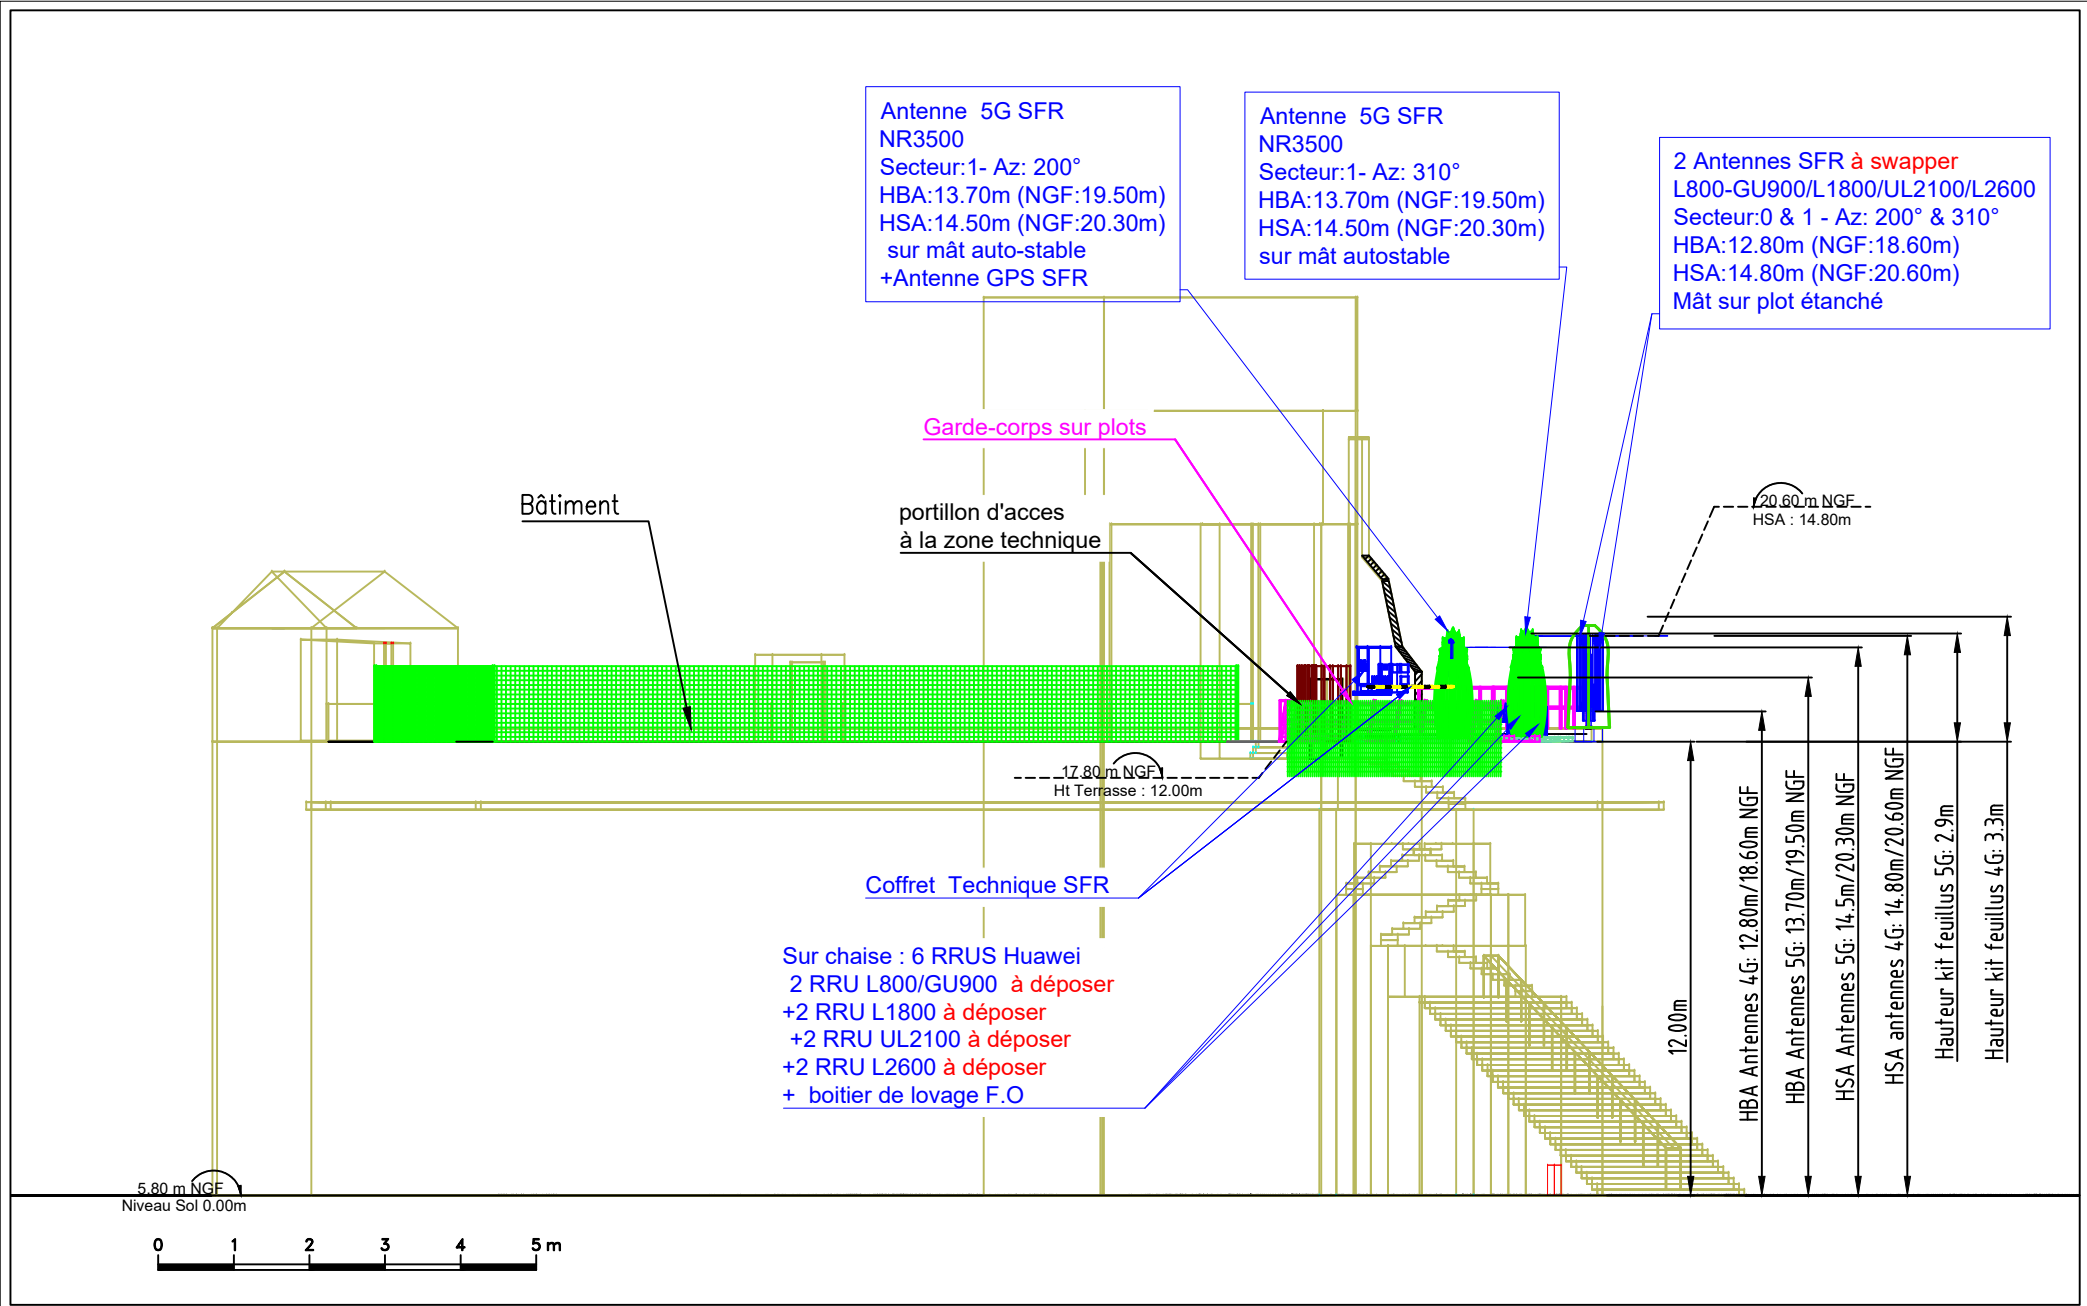 Antenne  5G SFR
NR3500
Secteur:1- Az: 200°
HBA:13.70m (NGF:19.50m)
HSA:14.50m (NGF:20.30m)
sur mât auto-stable
+Antenne GPS SFR
Antenne  5G SFR
NR3500
Secteur:1- Az: 310°
HBA:13.70m (NGF:19.50m)
HSA:14.50m (NGF:20.30m)
sur mât autostable
2 Antennes SFR à swapper
L800-GU900/L1800/UL2100/L2600
Secteur:0 & 1 - Az: 200° & 310°
HBA:12.80m (NGF:18.60m)
HSA:14.80m (NGF:20.60m)
Mât sur plot étanché
Garde-corps sur plots
Bâtiment
portillon d'acces
à la zone technique
20.60 m NGF
HSA : 14.80m
17.80 m NGF
Ht Terrasse : 12.00m
Coffret  Technique SFR
Sur chaise : 6 RRUS Huawei
2 RRU L800/GU900  à déposer
+2 RRU L1800 à déposer
+2 RRU UL2100 à déposer
+2 RRU L2600 à déposer
+  boitier de lovage F.O
12.00m
HBA Antennes 4G: 12.80m/18.60m NGF
HBA Antennes 5G: 13.70m/19.50m NGF
HSA Antennes 5G: 14.5m/20.30m NGF
HSA antennes 4G: 14.80m/20.60m NGF
Hauteur kit feuillus 5G: 2.9m
Hauteur kit feuillus 4G: 3.3m
5.80 m NGF
Niveau Sol 0.00m
0 1 2 3 4 5 m